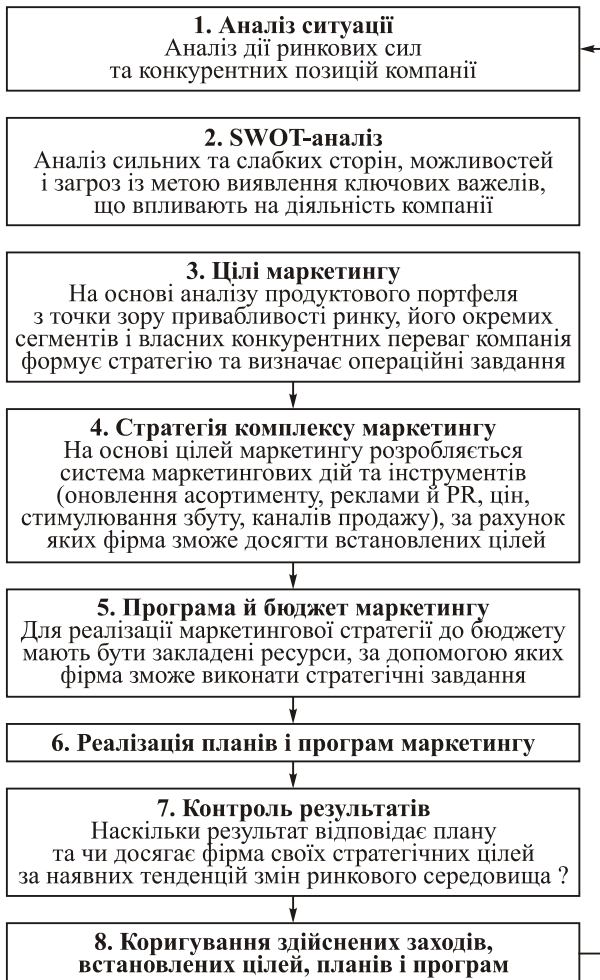 1. Аналіз ситуації
Аналіз дії ринкових сил
та конкурентних позицій компанії
2. SWOT-аналіз
Аналіз сильних та слабких сторін, можливостей
і загроз із метою виявлення ключових важелів,
що впливають на діяльність компанії
3. Цілі маркетингу
На основі аналізу продуктового портфеля
з точки зору привабливості ринку, його окремих
сегментів і власних конкурентних переваг компанія
формує стратегію та визначає операційні завдання
4. Стратегія комплексу маркетингу
На основі цілей маркетингу розробляється
система маркетингових дій та інструментів
(оновлення асортименту, реклами й PR, цін,
стимулювання збуту, каналів продажу), за рахунок
яких фірма зможе досягти встановлених цілей
5. Програма й бюджет маркетингу
Для реалізації маркетингової стратегії до бюджету
мають бути закладені ресурси, за допомогою яких
фірма зможе виконати стратегічні завдання
6. Реалізація планів і програм маркетингу
7. Контроль результатів
Наскільки результат відповідає плану
та чи досягає фірма своїх стратегічних цілей
за наявних тенденцій змін ринкового середовища ?
8. Коригування здійснених заходів,
встановлених цілей, планів і програм